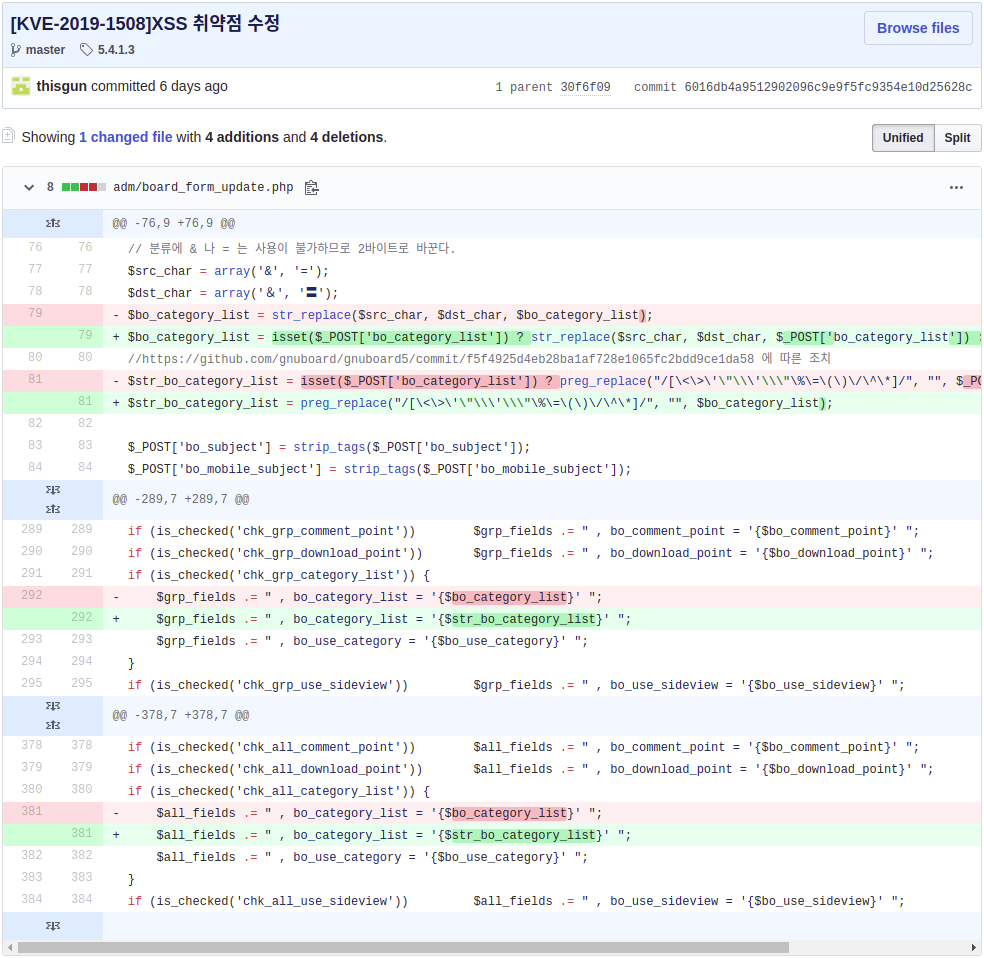 [KVE-2019-1508]XSS 취약점 수정
Browse files
master 5.4.1.3
thisgun committed 6 days ago 1 parent 30f6f09 commit 6016db4a9512902096c9e9f5fc9354e10d25628c
Showing 1 changed file with 4 additions and 4 deletions. Unified Split
8 adm/board_form_update.php
@@ -76,9 +76,9 @@
76 76 // 분류에 & 나 = 는 사용이 불가하므로 2바이트로 바꾼다.
77 77 $src_char = array('&', '=');
78 78 $dst_char = array('＆', '〓');
79 - $bo_category_list = str_replace($src_char, $dst_char, $bo_category_list);
79 + $bo_category_list = isset($_POST['bo_category_list']) ? str_replace($src_char, $dst_char, $_POST['bo_category_list']) :
80 80 //https://github.com/gnuboard/gnuboard5/commit/f5f4925d4eb28ba1af728e1065fc2bdd9ce1da58 에 따른 조치
81 - $str_bo_category_list = isset($_POST['bo_category_list']) ? preg_replace("/[\<\>\'\"\\\'\\\"\%\=\(\)\/\^\*]/", "", $_PO
81 + $str_bo_category_list = preg_replace("/[\<\>\'\"\\\'\\\"\%\=\(\)\/\^\*]/", "", $bo_category_list);
82 82
83 83 $_POST['bo_subject'] = strip_tags($_POST['bo_subject']);
84 84 $_POST['bo_mobile_subject'] = strip_tags($_POST['bo_mobile_subject']);
@@ -289,7 +289,7 @@
289 289 if (is_checked('chk_grp_comment_point')) $grp_fields .= " , bo_comment_point = '{$bo_comment_point}' ";
290 290 if (is_checked('chk_grp_download_point')) $grp_fields .= " , bo_download_point = '{$bo_download_point}' ";
291 291 if (is_checked('chk_grp_category_list')) {
292 - $grp_fields .= " , bo_category_list = '{$bo_category_list}' ";
292 + $grp_fields .= " , bo_category_list = '{$str_bo_category_list}' ";
293 293 $grp_fields .= " , bo_use_category = '{$bo_use_category}' ";
294 294 }
295 295 if (is_checked('chk_grp_use_sideview')) $grp_fields .= " , bo_use_sideview = '{$bo_use_sideview}' ";
@@ -378,7 +378,7 @@
378 378 if (is_checked('chk_all_comment_point')) $all_fields .= " , bo_comment_point = '{$bo_comment_point}' ";
379 379 if (is_checked('chk_all_download_point')) $all_fields .= " , bo_download_point = '{$bo_download_point}' ";
380 380 if (is_checked('chk_all_category_list')) {
381 - $all_fields .= " , bo_category_list = '{$bo_category_list}' ";
381 + $all_fields .= " , bo_category_list = '{$str_bo_category_list}' ";
382 382 $all_fields .= " , bo_use_category = '{$bo_use_category}' ";
383 383 }
384 384 if (is_checked('chk_all_use_sideview')) $all_fields .= " , bo_use_sideview = '{$bo_use_sideview}' ";